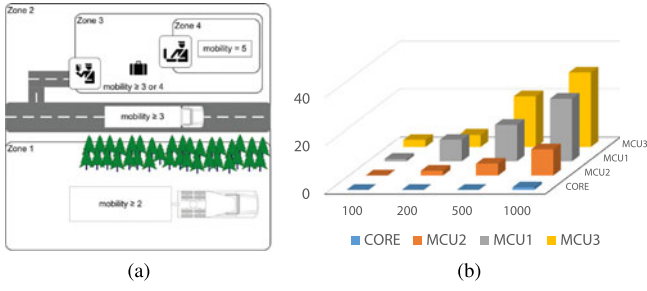 Zone 2
Zone 3
Zone 4
mobility = 5
mobility ≥ 3 or 4
mobility ≥ 3
Zone 1
mobility ≥ 2
(a)
40
20
0
100 200 500 1000
MCU3
MCU1
MCU2
CORE
CORE MCU2 MCU1 MCU3
(b)